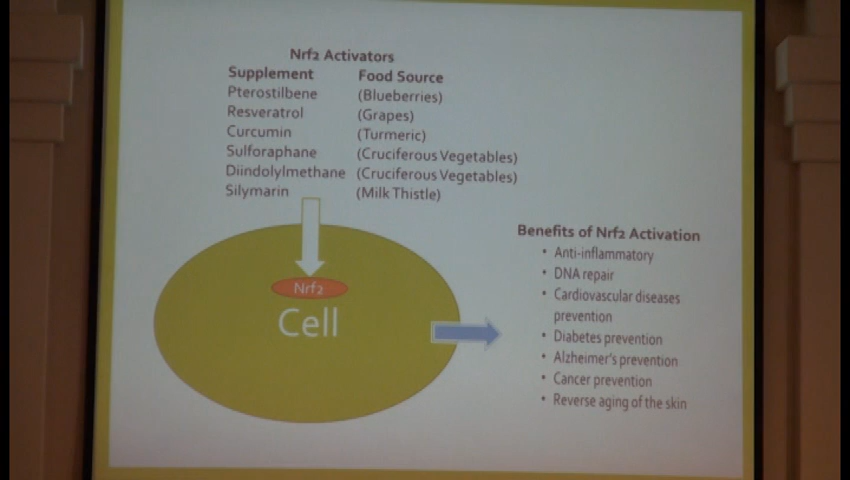 Nrf2 Activators
Supplement Food Source
Pterostilbene (Blueberries)
Resveratrol (Grapes)
Curcumin (Turmeric)
Sulforaphane (Cruciferous Vegetables)
Diindolylmethane (Cruciferous Vegetables)
Silymarin (Milk Thistle)
Nrf2
Cell
Benefits of Nrf2 Activation
• Anti-inflammatory
• DNA repair
• Cardiovascular diseases
prevention
• Diabetes prevention
• Alzheimer's prevention
• Cancer prevention
• Reverse aging of the skin